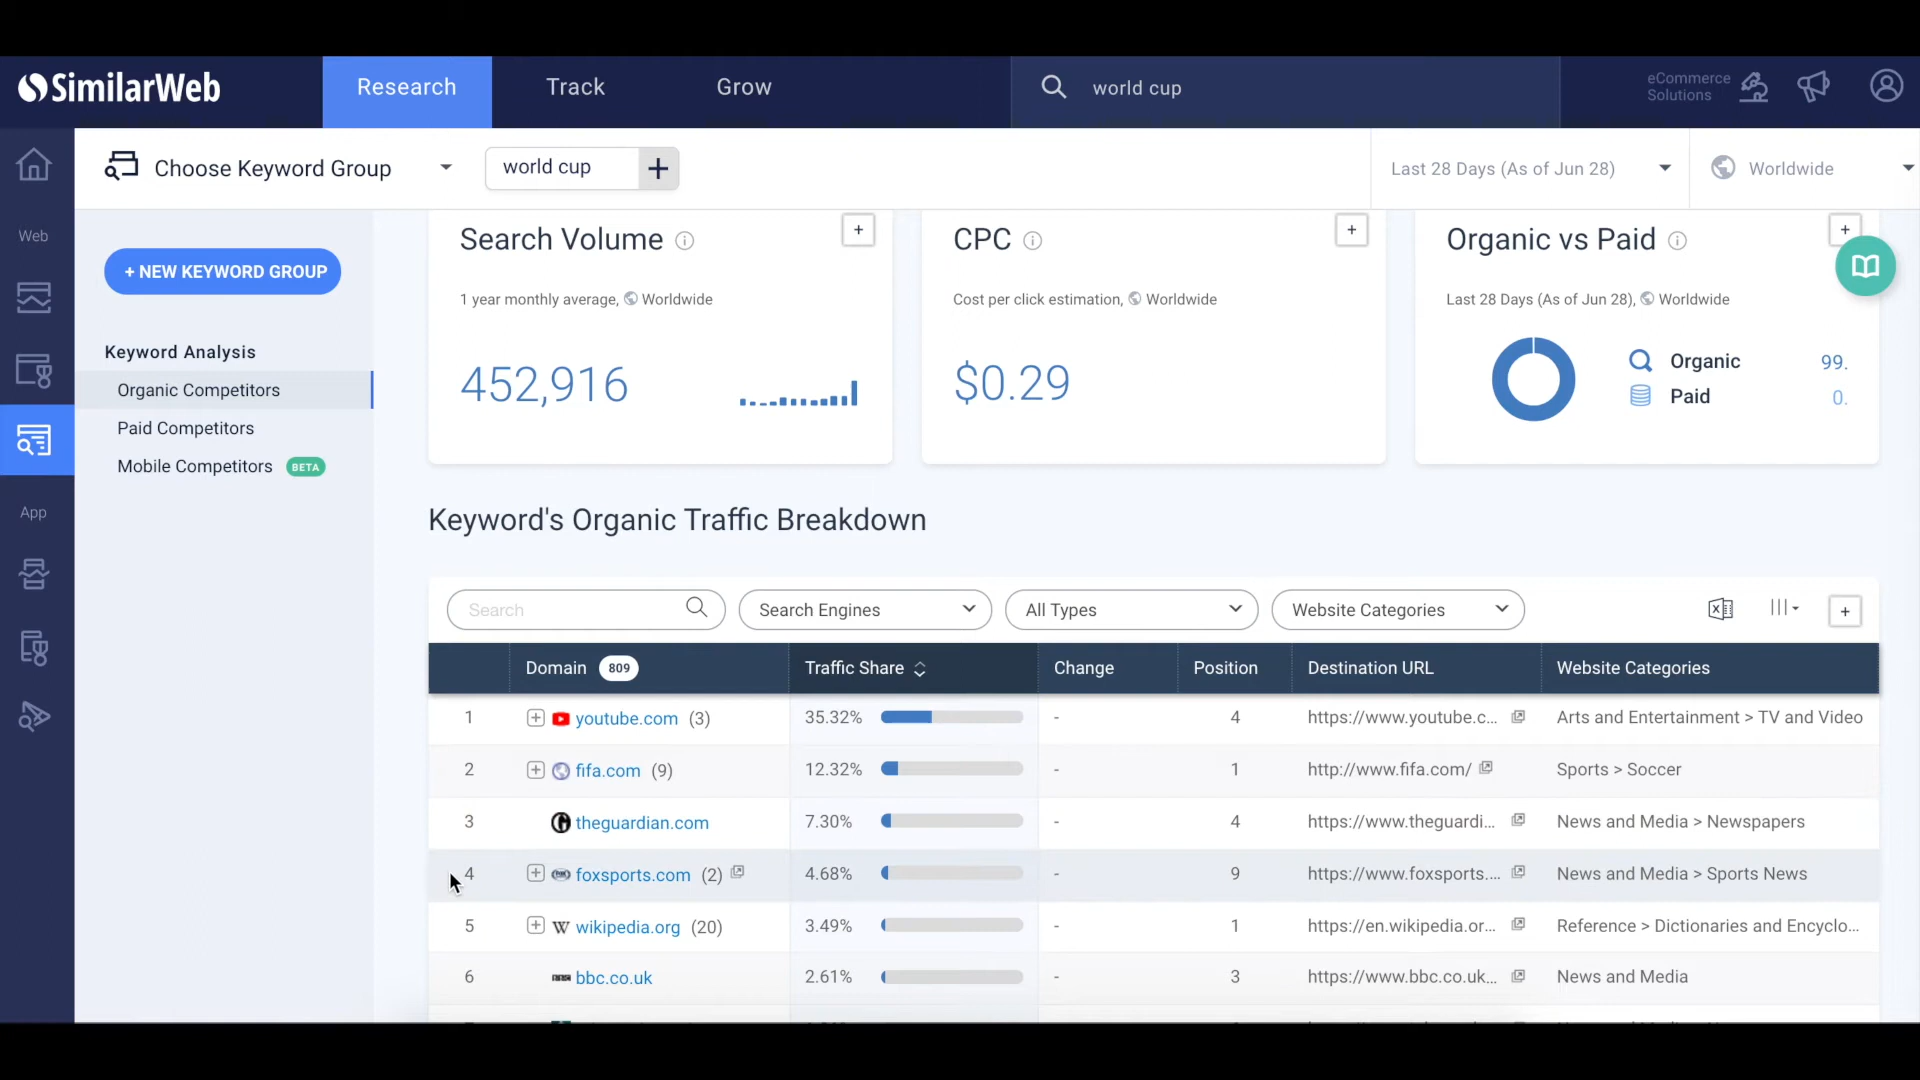 SimilarWeb
Research
Track
Grow
world cup
eCommerce
Solutions
Choose Keyword Group
world cup
+
Last 28 Days (As of Jun 28)
Worldwide
Web
App
+ NEW KEYWORD GROUP
Keyword Analysis
Organic Competitors
Paid Competitors
Mobile Competitors BETA
Search Volume
+
1 year monthly average, Worldwide
452,916
CPC
+
Cost per click estimation, Worldwide
$0.29
Organic vs Paid
+
Last 28 Days (As of Jun 28), Worldwide
Organic 99.
Paid 0.
Keyword's Organic Traffic Breakdown
Search
Search Engines
All Types
Website Categories
+
Domain 809 Traffic Share Change Position Destination URL Website Categories
1 youtube.com (3) 35.32% - 4 https://www.youtube.c... Arts and Entertainment > TV and Video
2 fifa.com (9) 12.32% - 1 http://www.fifa.com/ Sports > Soccer
3 theguardian.com 7.30% - 4 https://www.theguardi... News and Media > Newspapers
4 foxsports.com (2) 4.68% - 9 https://www.foxsports.... News and Media > Sports News
5 wikipedia.org (20) 3.49% - 1 https://en.wikipedia.or... Reference > Dictionaries and Encyclo...
6 bbc.co.uk 2.61% - 3 https://www.bbc.co.uk... News and Media